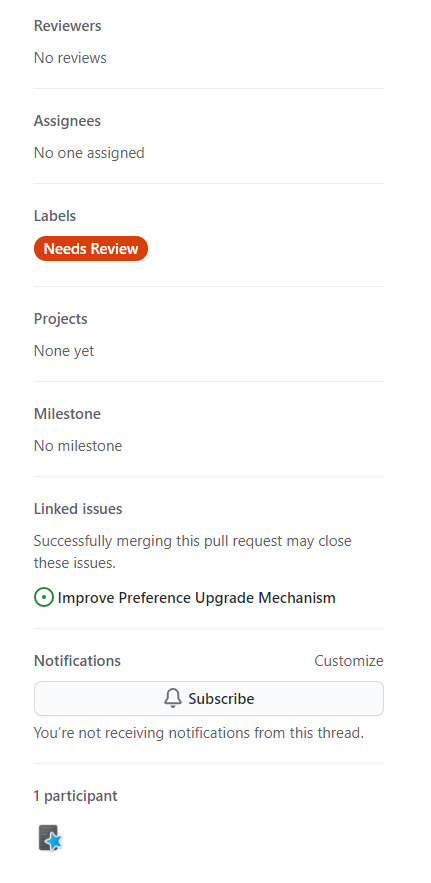 Reviewers
No reviews
Assignees
No one assigned
Labels
Needs Review
Projects
None yet
Milestone
No milestone
Linked issues
Successfully merging this pull request may close
these issues.
Improve Preference Upgrade Mechanism
Notifications Customize
Subscribe
You’re not receiving notifications from this thread.
1 participant